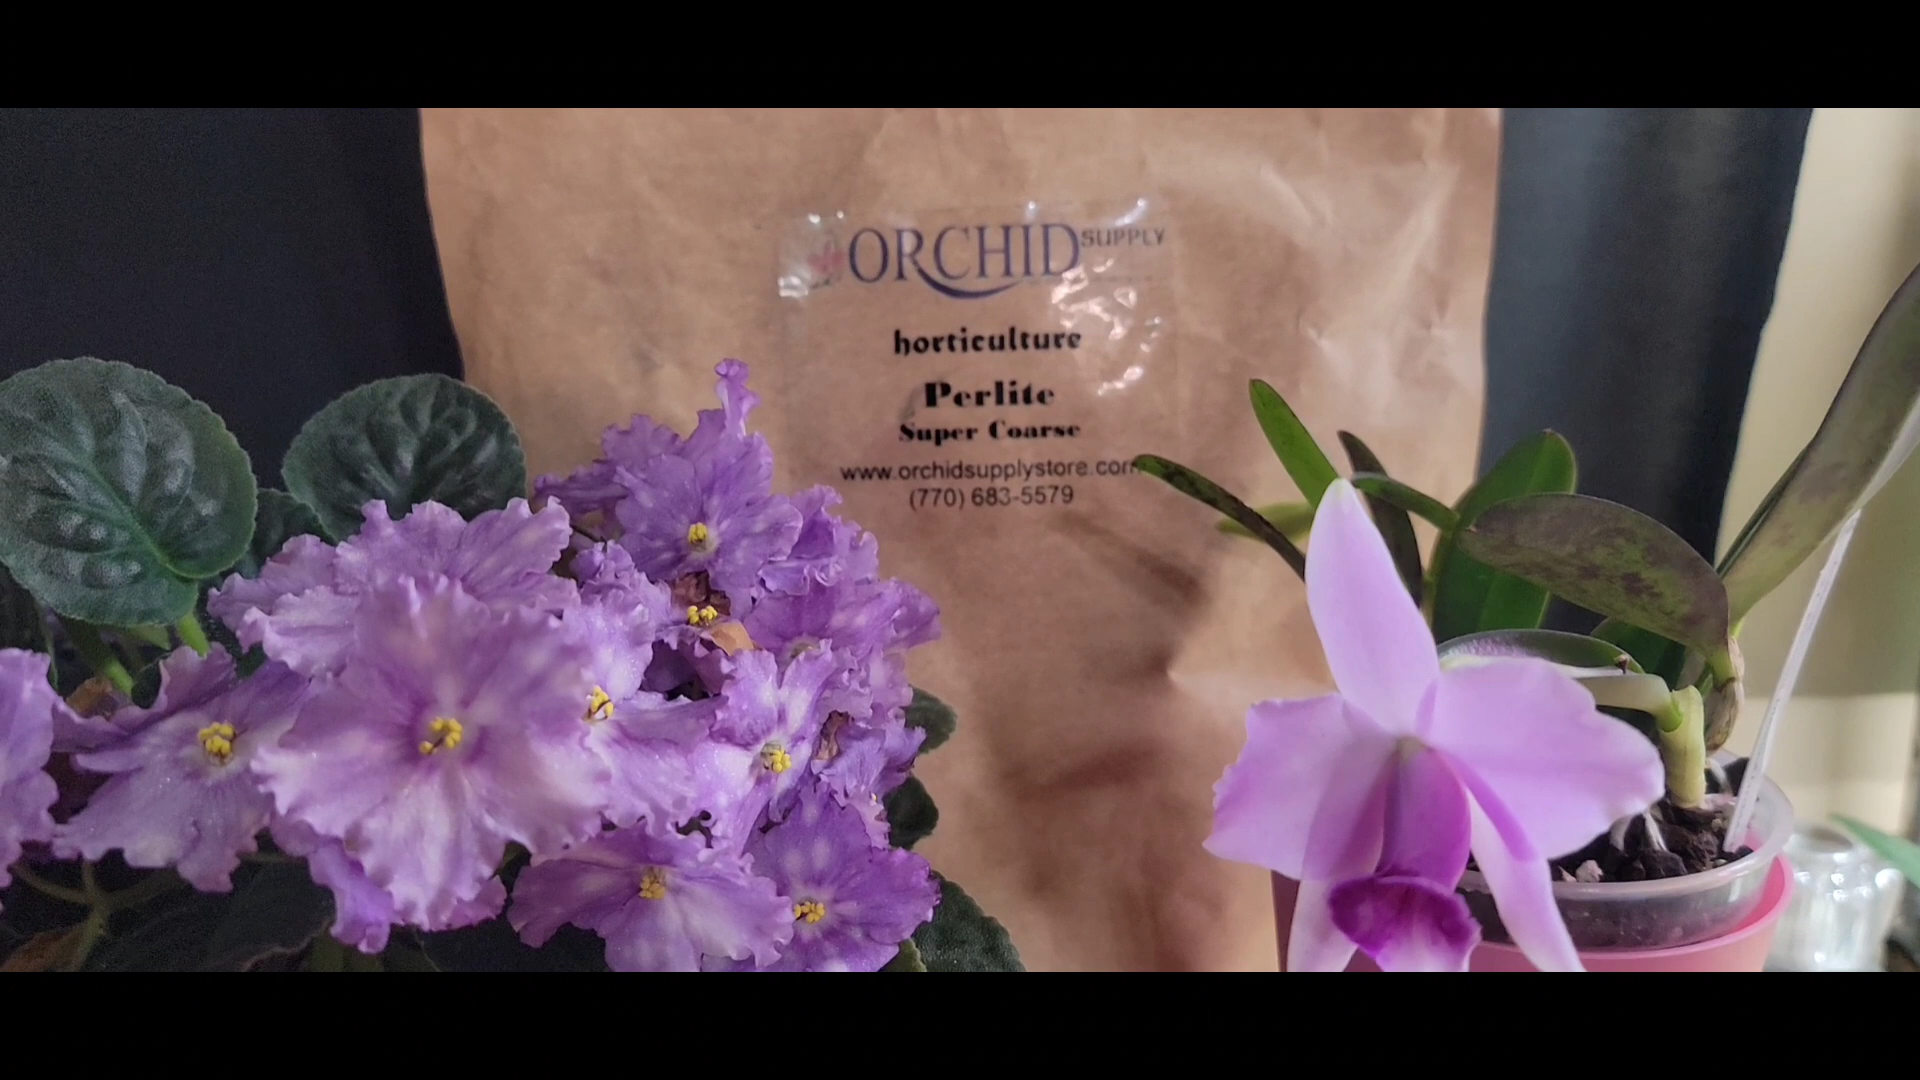 ORCHID SUPPLY
horticulture
Perlite
Super Coarse
www.orchidsupplystore.com
(770) 683-5579